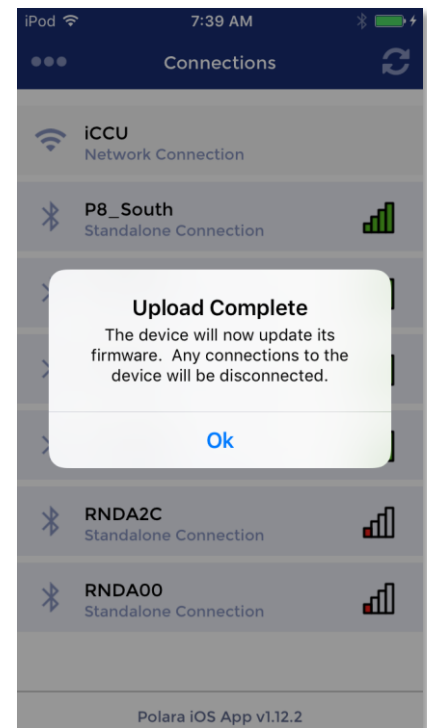 iPod 7:39 AM
Connections
iCCU
Network Connection
P8_South
Standalone Connection
Upload Complete
The device will now update its
firmware. Any connections to the
device will be disconnected.
Ok
RNDA2C
Standalone Connection
RNDA00
Standalone Connection
Polara iOS App v1.12.2